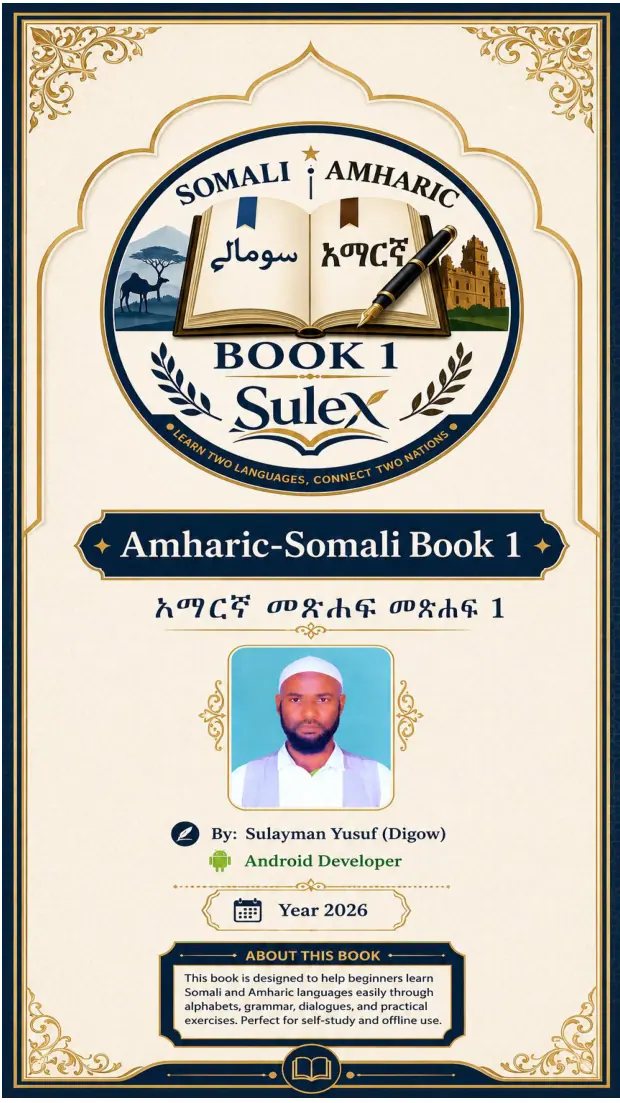 SOMALI AMHARIC
سومالي አማርኛ
BOOK 1
Sulex
LEARN TWO LANGUAGES, CONNECT TWO NATIONS
Amharic-Somali Book 1
አማርኛ መጽሐፍ መጽሐፍ 1
By: Sulayman Yusuf (Digow)
Android Developer
Year 2026
ABOUT THIS BOOK
This book is designed to help beginners learn
Somali and Amharic languages easily through
alphabets, grammar, dialogues, and practical
exercises. Perfect for self-study and offline use.